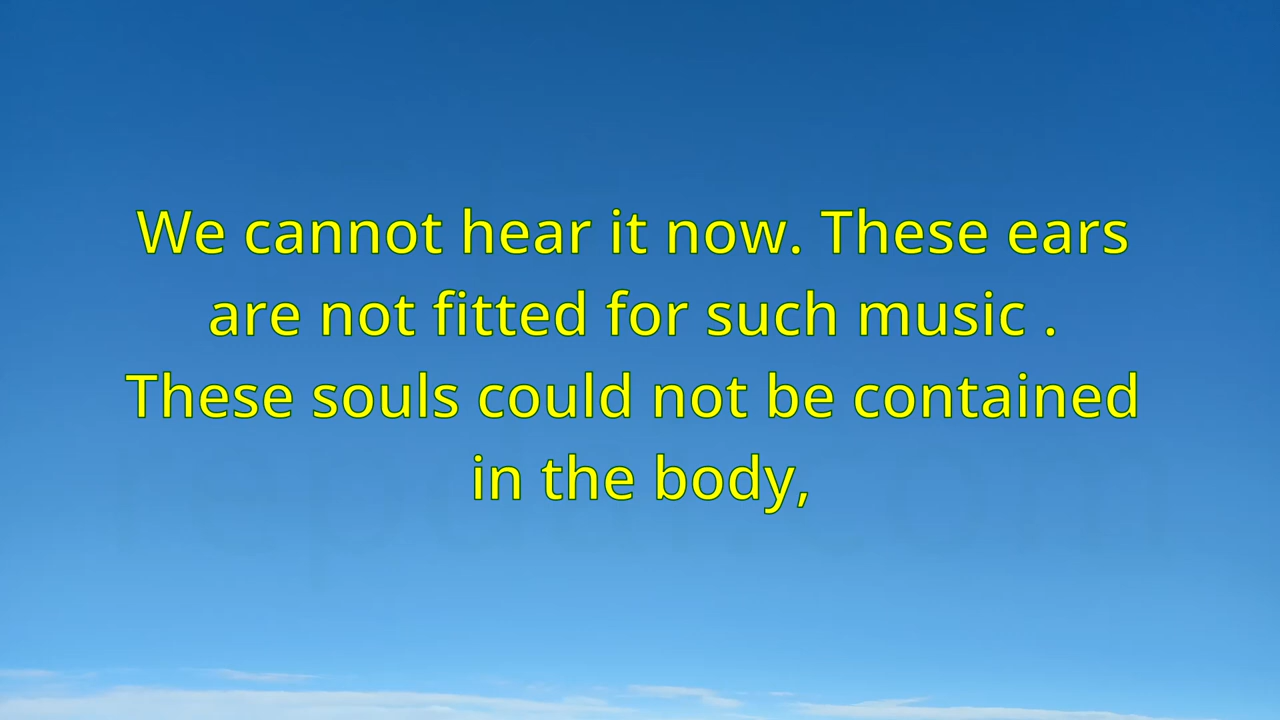 We cannot hear it now. These ears
are not fitted for such music .
These souls could not be contained
in the body,